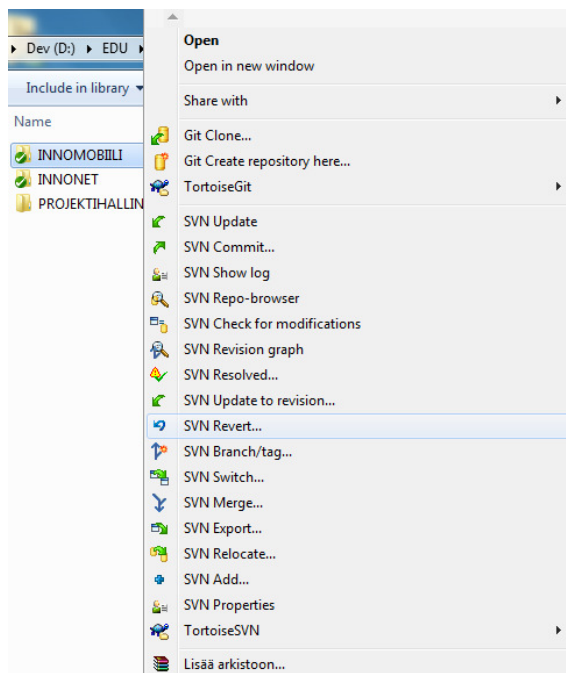 Dev (D:) EDU
Include in library
Name
INNOMOBIILI
INNONET
PROJEKTIHALLIN
Open
Open in new window
Share with
Git Clone...
Git Create repository here...
TortoiseGit
SVN Update
SVN Commit...
SVN Show log
SVN Repo-browser
SVN Check for modifications
SVN Revision graph
SVN Resolved...
SVN Update to revision...
SVN Revert...
SVN Branch/tag...
SVN Switch...
SVN Merge...
SVN Export...
SVN Relocate...
SVN Add...
SVN Properties
TortoiseSVN
Lisää arkistoon...